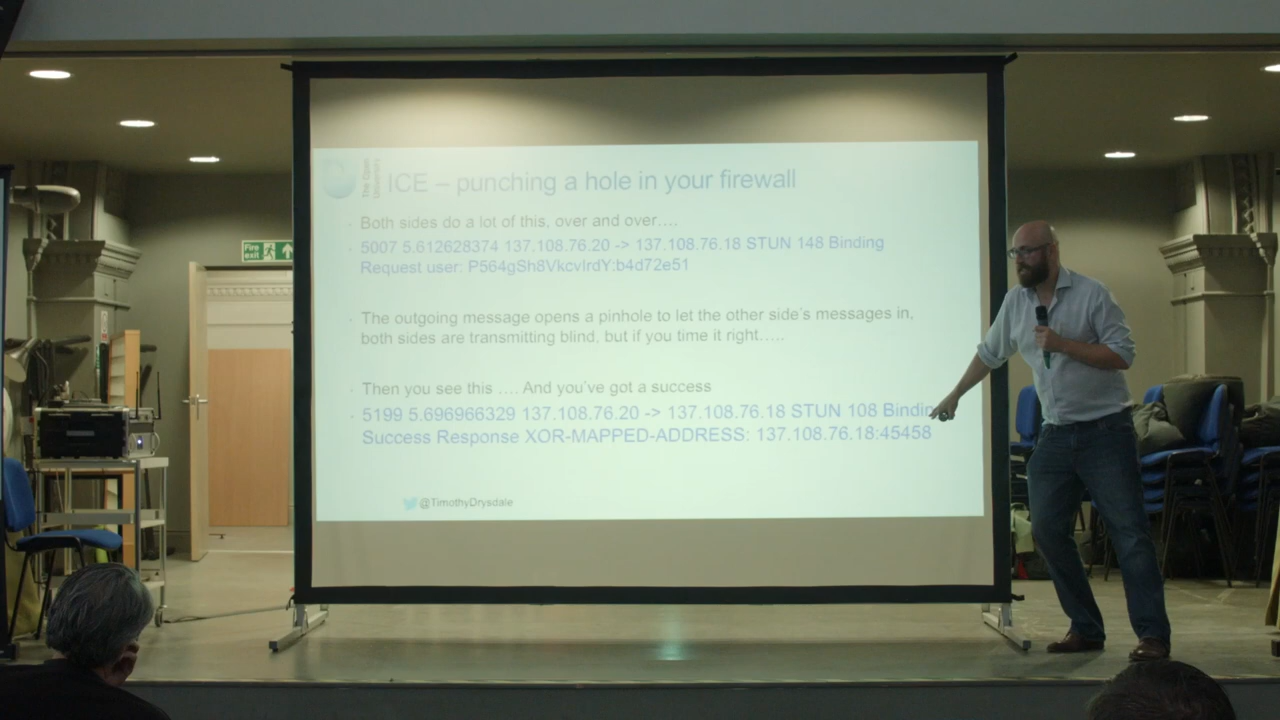 Fire
exit
The Open
University
ICE – punching a hole in your firewall
Both sides do a lot of this, over and over….
5007 5.612628374 137.108.76.20 -> 137.108.76.18 STUN 148 Binding
Request user: P564gSh8VkcvIrdY:b4d72e51
The outgoing message opens a pinhole to let the other side's messages in,
both sides are transmitting blind, but if you time it right…..
Then you see this …. And you've got a success
5199 5.696966329 137.108.76.20 -> 137.108.76.18 STUN 108 Bindin
Success Response XOR-MAPPED-ADDRESS: 137.108.76.18:45458
@TimothyDrysdale